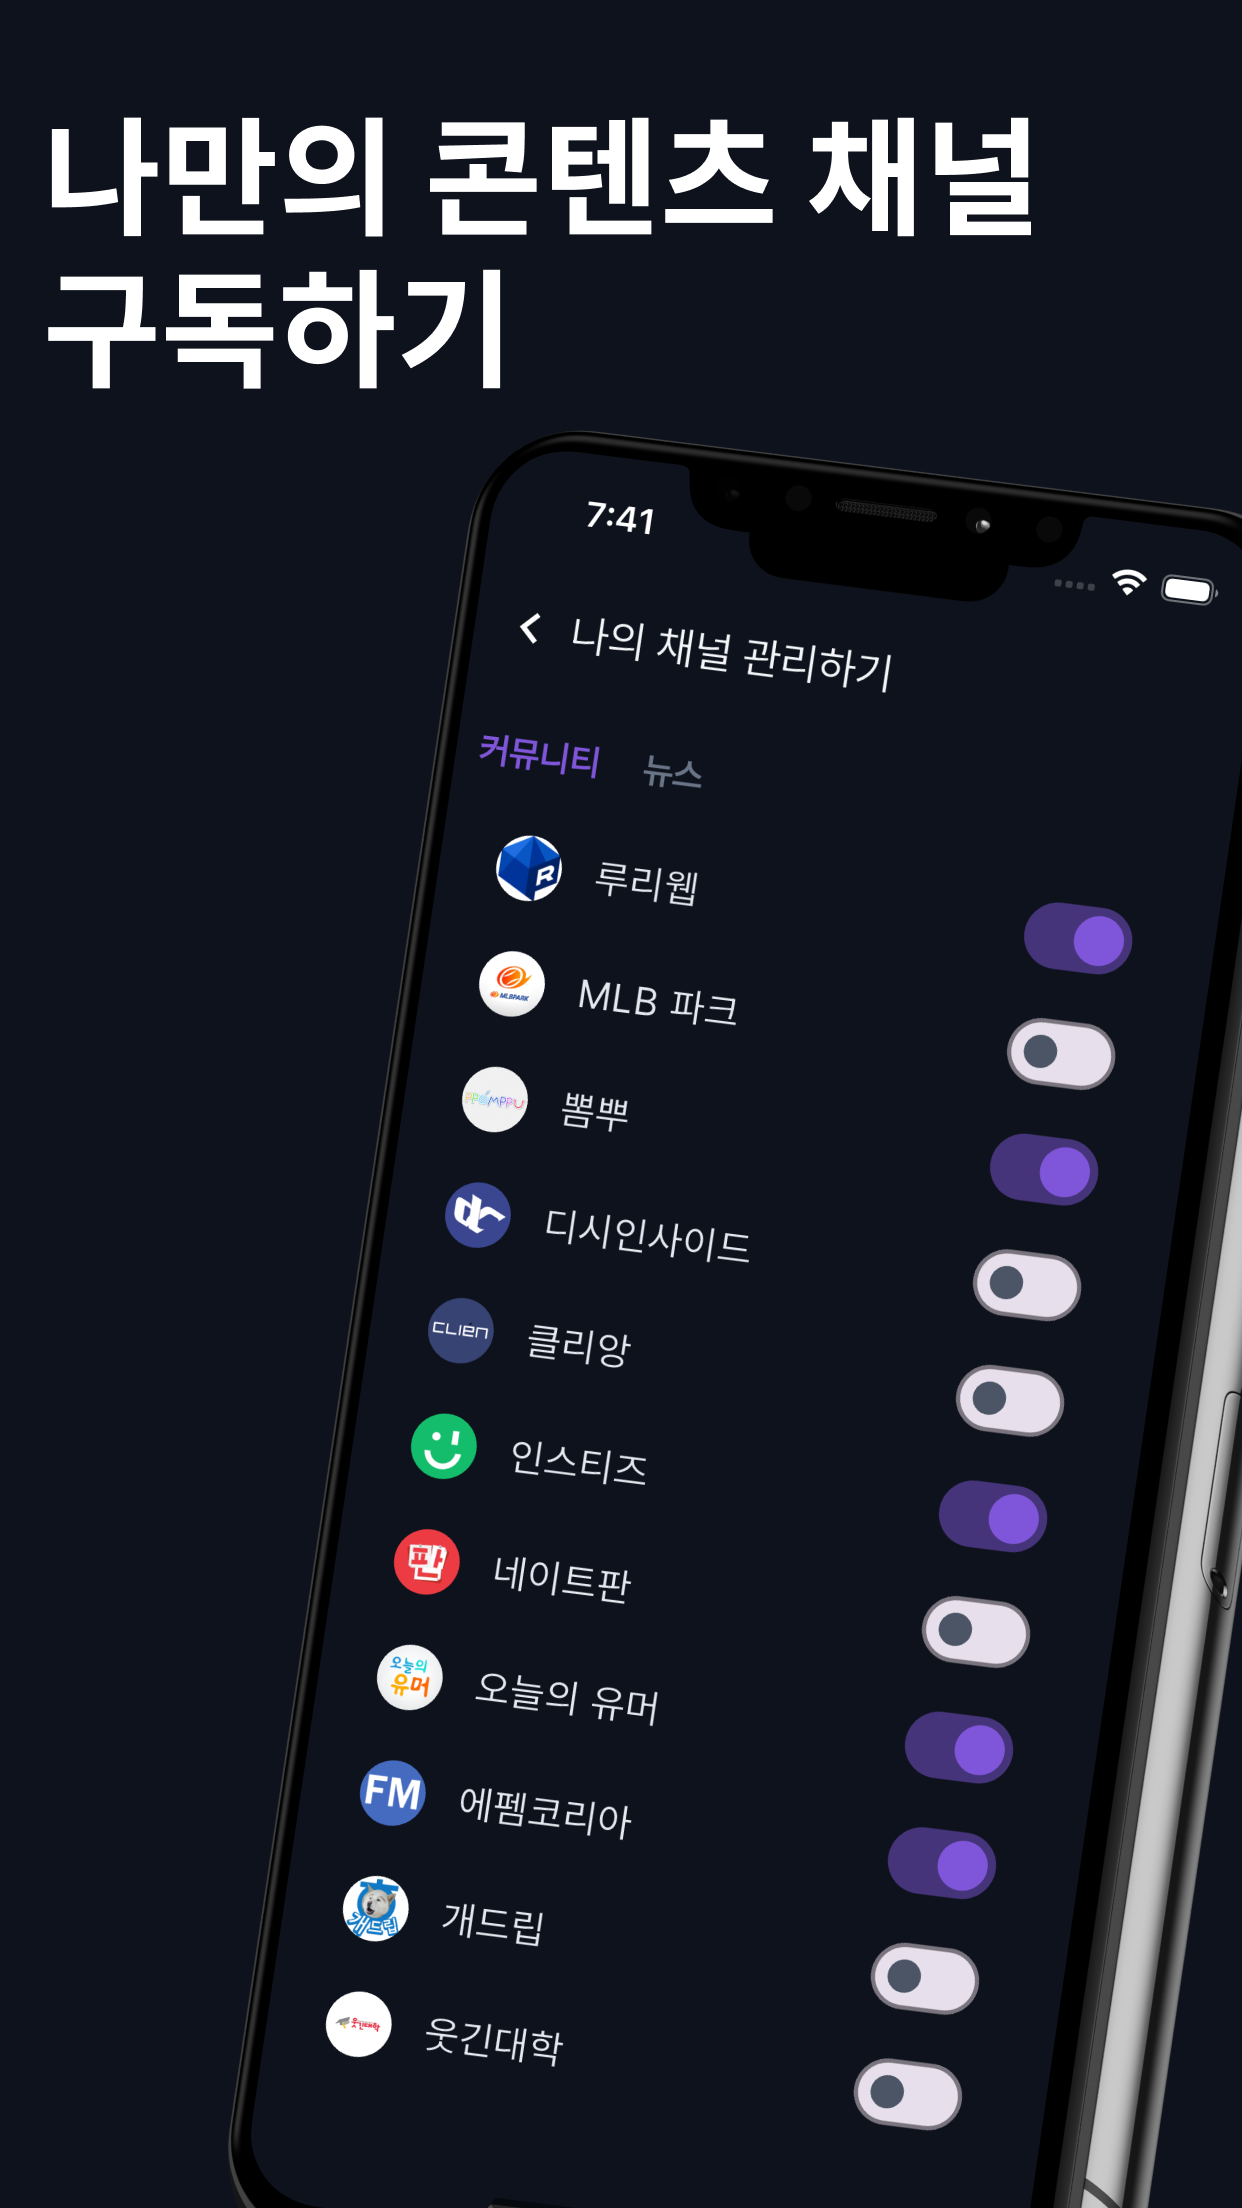 나만의 콘텐츠 채널
구독하기
7:41
나의 채널 관리하기
커뮤니티 뉴스
R 루리웹
MLBPARK MLB 파크
PPOMPPU 뽐뿌
dc 디시인사이드
CLIEN 클리앙
인스티즈
판 네이트판
오늘의 유머 오늘의 유머
FM 에펨코리아
개드립 개드립
웃긴대학 웃긴대학